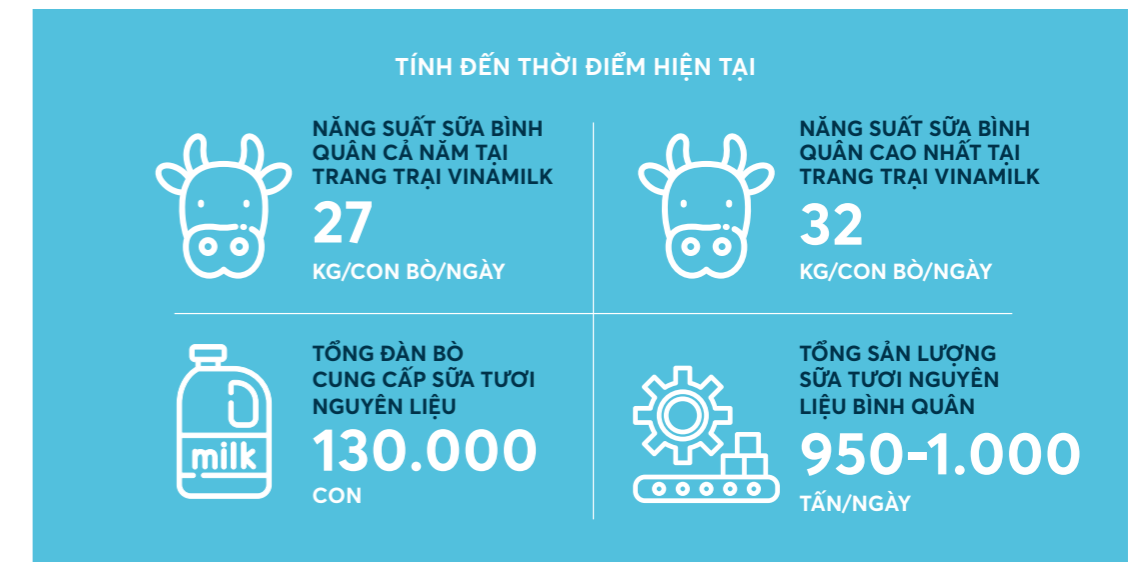 TÍNH ĐẾN THỜI ĐIỂM HIỆN TẠI
NĂNG SUẤT SỮA BÌNH
QUÂN CẢ NĂM TẠI
TRANG TRẠI VINAMILK
27
KG/CON BÒ/NGÀY
NĂNG SUẤT SỮA BÌNH
QUÂN CAO NHẤT TẠI
TRANG TRẠI VINAMILK
32
KG/CON BÒ/NGÀY
milk
TỔNG ĐÀN BÒ
CUNG CẤP SỮA TƯƠI
NGUYÊN LIỆU
130.000
CON
TỔNG SẢN LƯỢNG
SỮA TƯƠI NGUYÊN
LIỆU BÌNH QUÂN
950-1.000
TẤN/NGÀY